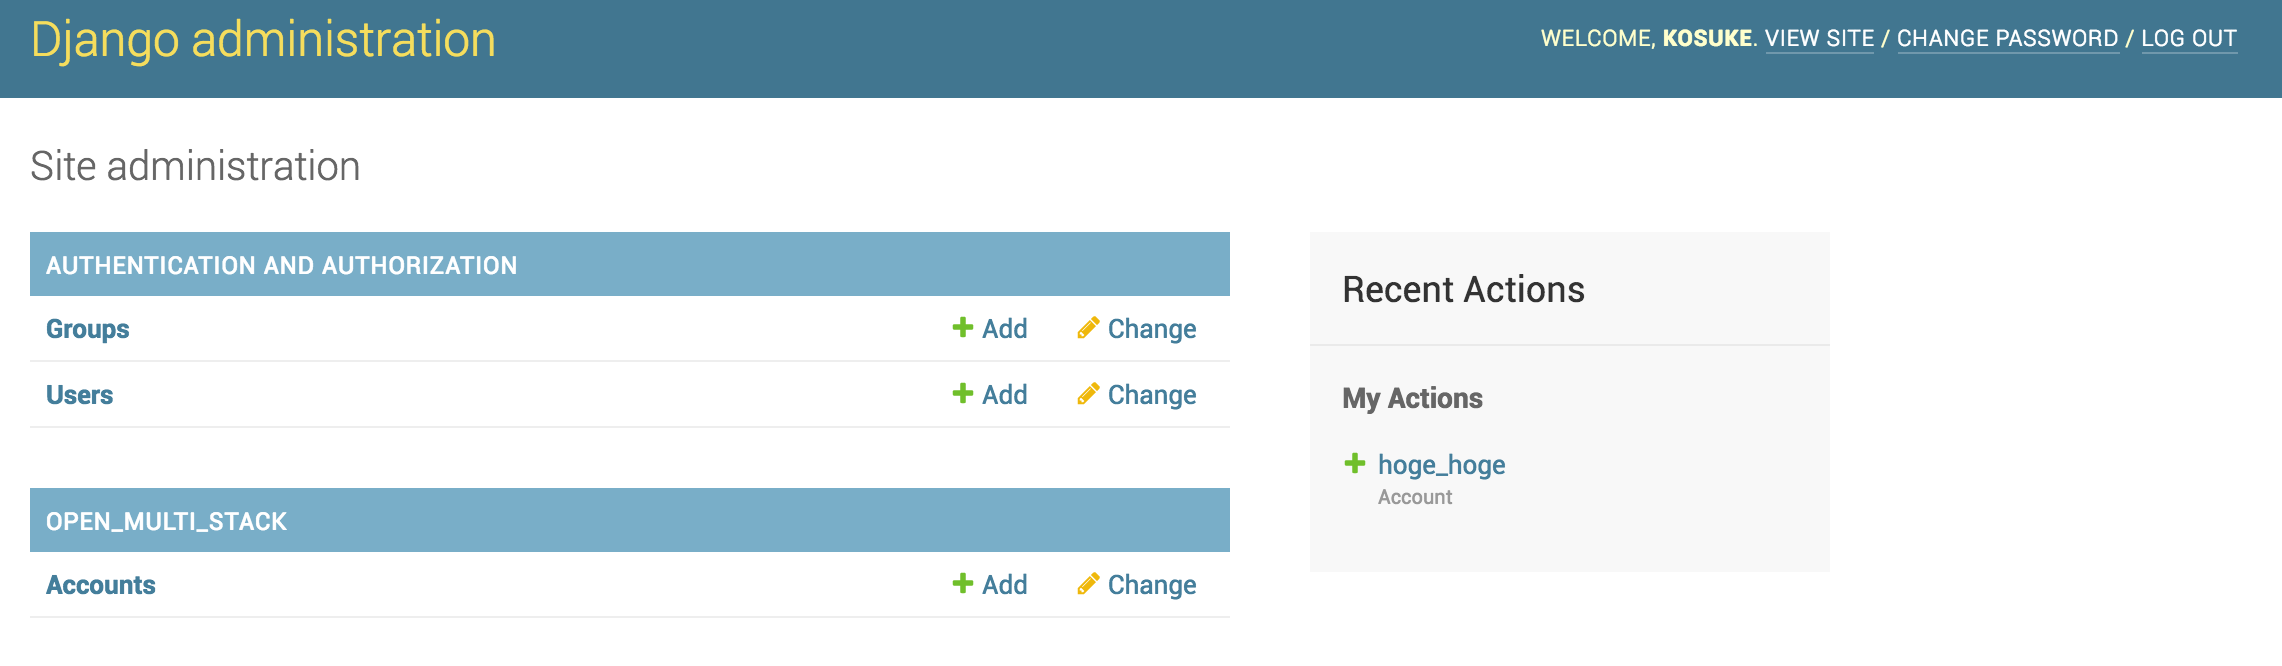 Django administration
WELCOME, KOSUKE. VIEW SITE / CHANGE PASSWORD / LOG OUT
Site administration
AUTHENTICATION AND AUTHORIZATION
Groups Add Change
Users Add Change
OPEN_MULTI_STACK
Accounts Add Change
Recent Actions
My Actions
hoge_hoge
Account